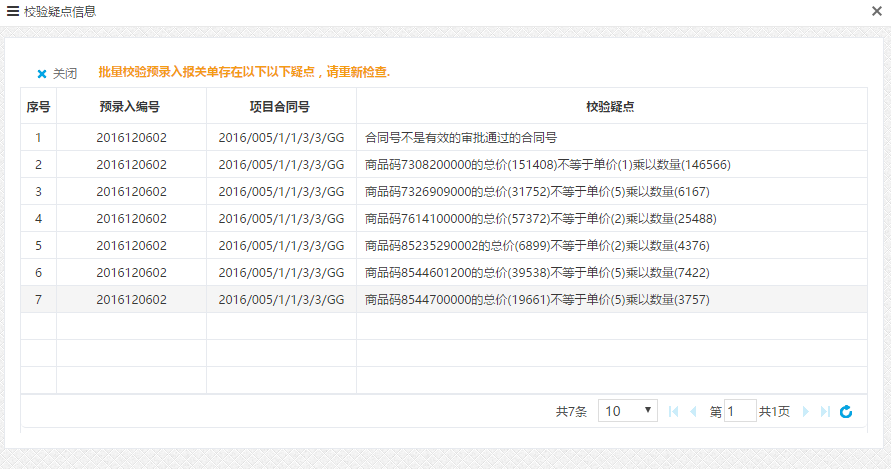 校验疑点信息
关闭 批量校验预录入报关单存在以下以下疑点，请重新检查.
序号 预录入编号 项目合同号 校验疑点
1 2016120602 2016/005/1/1/3/3/GG 合同号不是有效的审批通过的合同号
2 2016120602 2016/005/1/1/3/3/GG 商品码7308200000的总价(151408)不等于单价(1)乘以数量(146566)
3 2016120602 2016/005/1/1/3/3/GG 商品码7326909000的总价(31752)不等于单价(5)乘以数量(6167)
4 2016120602 2016/005/1/1/3/3/GG 商品码7614100000的总价(57372)不等于单价(2)乘以数量(25488)
5 2016120602 2016/005/1/1/3/3/GG 商品码85235290002的总价(6899)不等于单价(2)乘以数量(4376)
6 2016120602 2016/005/1/1/3/3/GG 商品码8544601200的总价(39538)不等于单价(5)乘以数量(7422)
7 2016120602 2016/005/1/1/3/3/GG 商品码8544700000的总价(19661)不等于单价(5)乘以数量(3757)
共7条 10 第 1 共1页